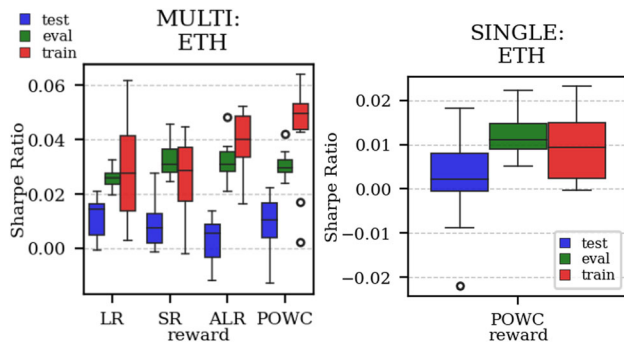 test
eval
train
MULTI:
ETH
Sharpe Ratio
0.06
0.04
0.02
0.00
LR SR ALR POWC
reward
SINGLE:
ETH
Sharpe Ratio
0.02
0.01
0.00
−0.01
−0.02
test
eval
train
POWC
reward